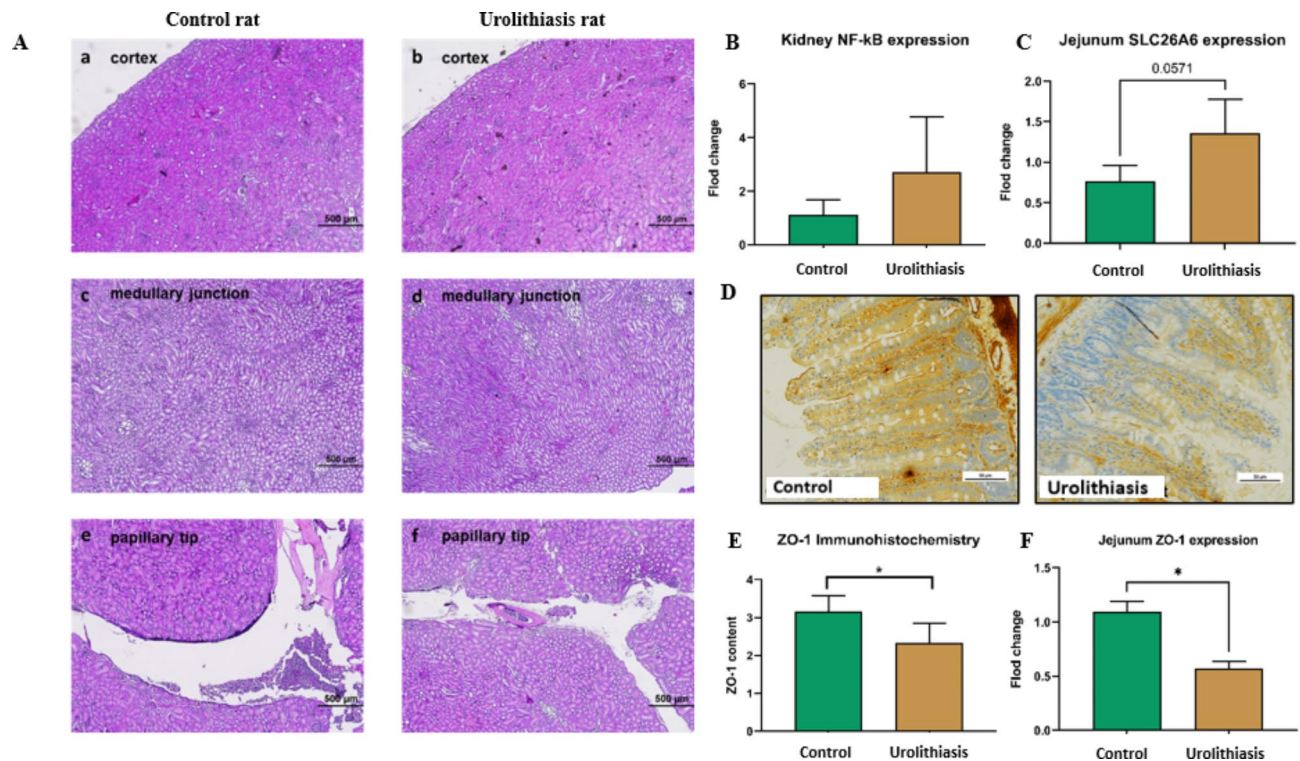 Control rat
Urolithiasis rat
A
a cortex
500 µm
b cortex
500 µm
c medullary junction
500 µm
d medullary junction
500 µm
e papillary tip
500 µm
f papillary tip
500 µm
B
Kidney NF-kB expression
Flod change
6
4
2
0
Control
Urolithiasis
C
Jejunum SLC26A6 expression
0.0571
Flod change
2.0
1.5
1.0
0.5
0.0
Control
Urolithiasis
D
Control
Urolithiasis
E
ZO-1 Immunohistochemistry
*
ZO-1 content
4
3
2
1
0
Control
Urolithiasis
F
Jejunum ZO-1 expression
*
Flod change
1.5
1.0
0.5
0.0
Control
Urolithiasis